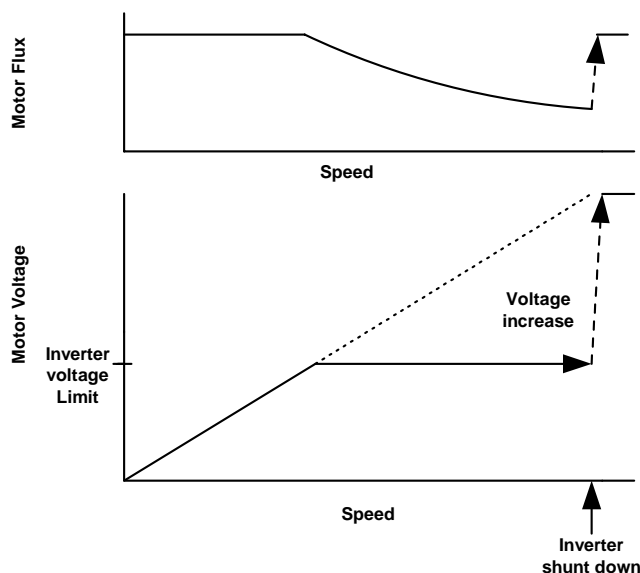 Motor Flux
Speed
Motor Voltage
Voltage
increase
Inverter
voltage
Limit
Speed
Inverter
shunt down